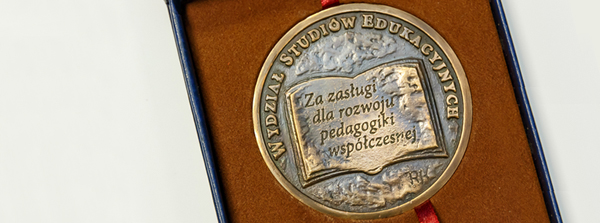 WYDZIAŁ STUDIÓW EDUKACYJNYCH
Za zasługi
dla rozwoju
pedagogiki
współczesnej